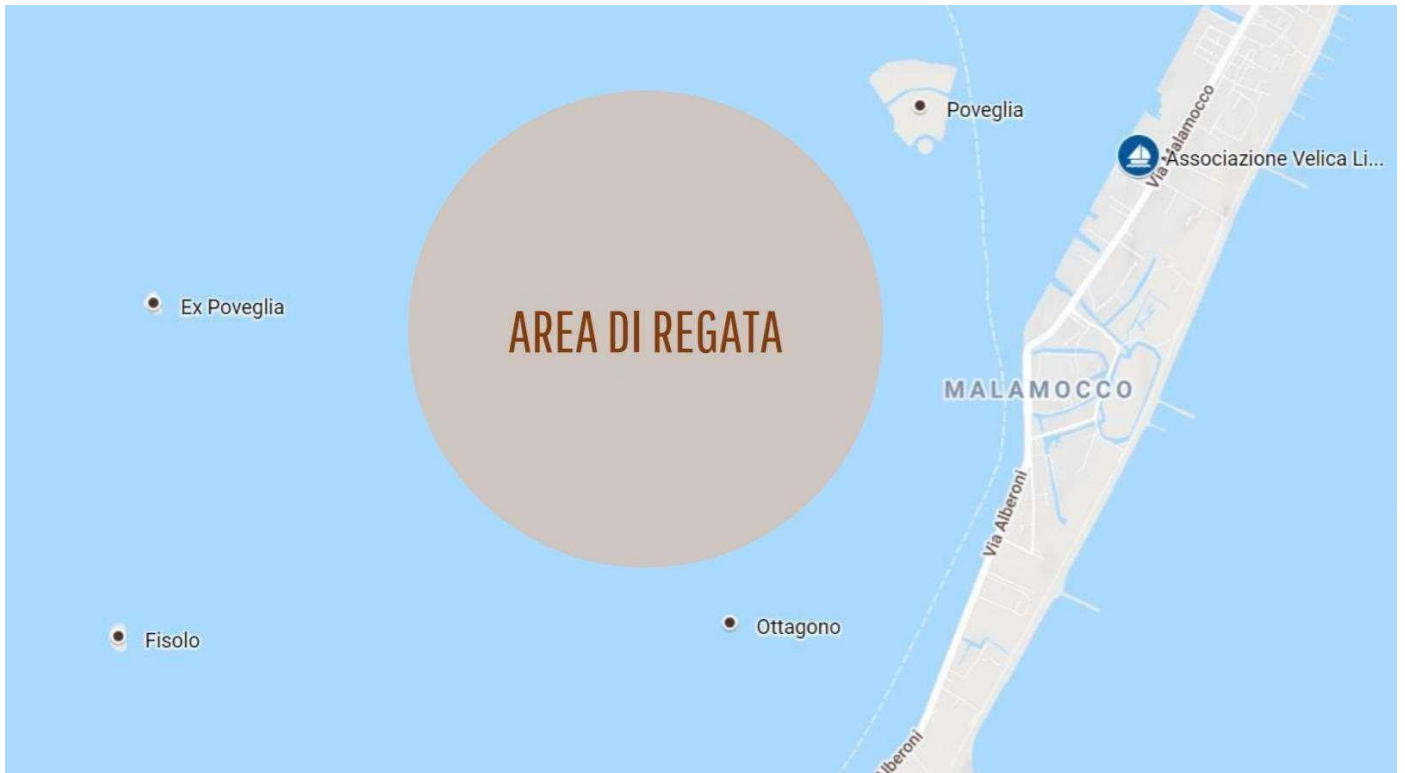 Poveglia
Via Malamocco
Associazione Velica Li...
Ex Poveglia
AREA DI REGATA
MALAMOCCO
Via Alberoni
Ottagono
Fisolo
Alberoni